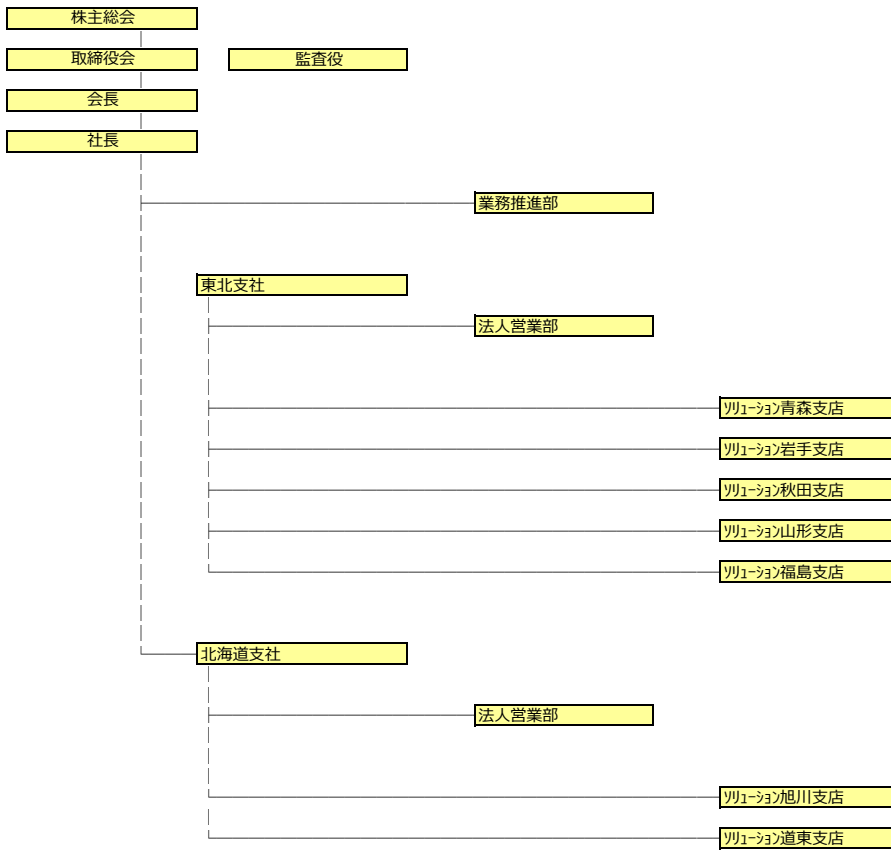 株主総会
取締役会 監査役
会長
社長
業務推進部
東北支社
法人営業部
ｿﾘｭｰｼｮﾝ青森支店
ｿﾘｭｰｼｮﾝ岩手支店
ｿﾘｭｰｼｮﾝ秋田支店
ｿﾘｭｰｼｮﾝ山形支店
ｿﾘｭｰｼｮﾝ福島支店
北海道支社
法人営業部
ｿﾘｭｰｼｮﾝ旭川支店
ｿﾘｭｰｼｮﾝ道東支店